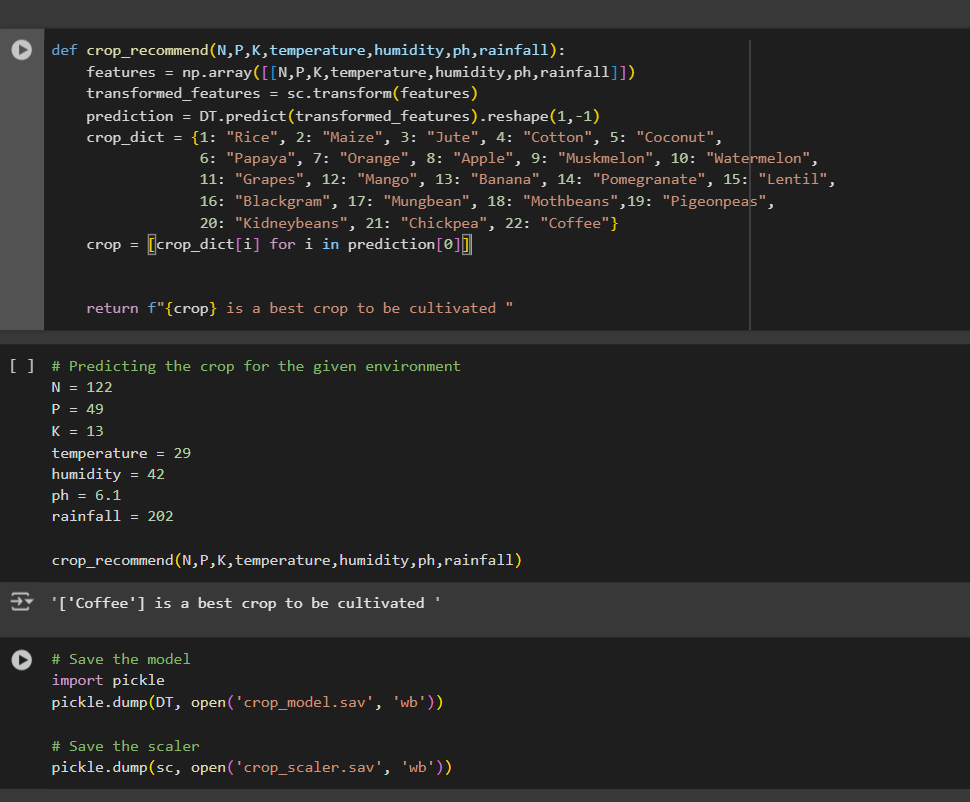 def crop_recommend(N,P,K,temperature,humidity,ph,rainfall):
    features = np.array([[N,P,K,temperature,humidity,ph,rainfall]])
    transformed_features = sc.transform(features)
    prediction = DT.predict(transformed_features).reshape(1,-1)
    crop_dict = {1: "Rice", 2: "Maize", 3: "Jute", 4: "Cotton", 5: "Coconut",
                 6: "Papaya", 7: "Orange", 8: "Apple", 9: "Muskmelon", 10: "Watermelon",
                 11: "Grapes", 12: "Mango", 13: "Banana", 14: "Pomegranate", 15: "Lentil",
                 16: "Blackgram", 17: "Mungbean", 18: "Mothbeans",19: "Pigeonpeas",
                 20: "Kidneybeans", 21: "Chickpea", 22: "Coffee"}
    crop = [crop_dict[i] for i in prediction[0]]
    return f"{crop} is a best crop to be cultivated "
[ ] # Predicting the crop for the given environment
N = 122
P = 49
K = 13
temperature = 29
humidity = 42
ph = 6.1
rainfall = 202
crop_recommend(N,P,K,temperature,humidity,ph,rainfall)
'['Coffee'] is a best crop to be cultivated '
# Save the model
import pickle
pickle.dump(DT, open('crop_model.sav', 'wb'))
# Save the scaler
pickle.dump(sc, open('crop_scaler.sav', 'wb'))